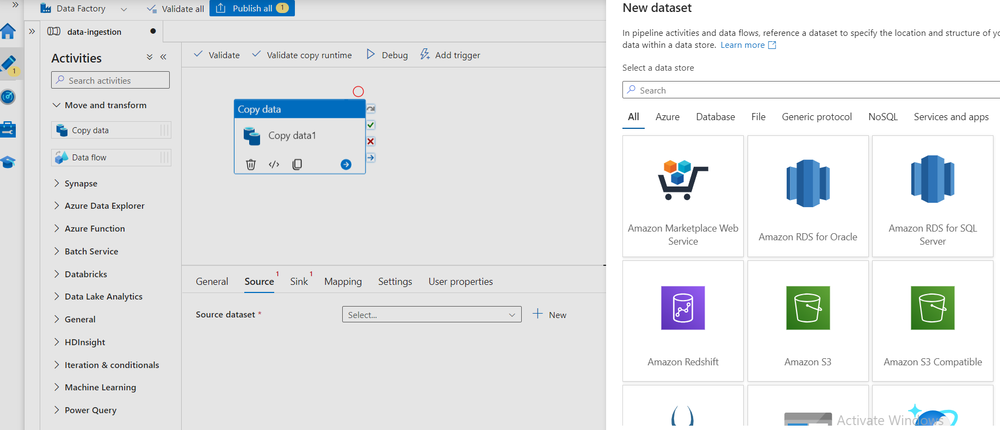 Data Factory
Validate all
Publish all 1
data-ingestion
1
Activities
Search activities
Move and transform
Copy data
Data flow
Synapse
Azure Data Explorer
Azure Function
Batch Service
Databricks
Data Lake Analytics
General
HDInsight
Iteration & conditionals
Machine Learning
Power Query
Validate
Validate copy runtime
Debug
Add trigger
Copy data
Copy data1
General
Source 1
Sink 1
Mapping
Settings
User properties
Source dataset *
Select...
New
New dataset
In pipeline activities and data flows, reference a dataset to specify the location and structure of
data within a data store. Learn more
Select a data store
Search
All
Azure
Database
File
Generic protocol
NoSQL
Services and apps
Amazon Marketplace Web
Service
Amazon RDS for Oracle
Amazon RDS for SQL
Server
Amazon Redshift
Amazon S3
Amazon S3 Compatible
Activate Windows